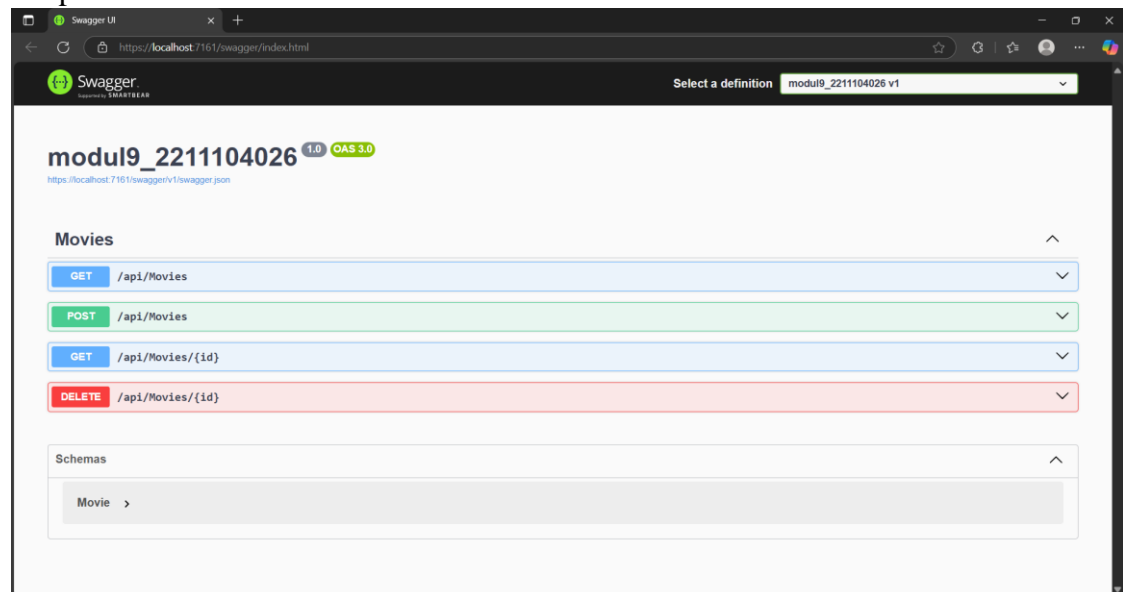 Swagger UI
https://localhost:7161/swagger/index.html
Swagger.
Supported by SMARTBEAR
Select a definition modul9_2211104026 v1
modul9_2211104026 1.0 OAS 3.0
https://localhost:7161/swagger/v1/swagger.json
Movies
GET /api/Movies
POST /api/Movies
GET /api/Movies/{id}
DELETE /api/Movies/{id}
Schemas
Movie